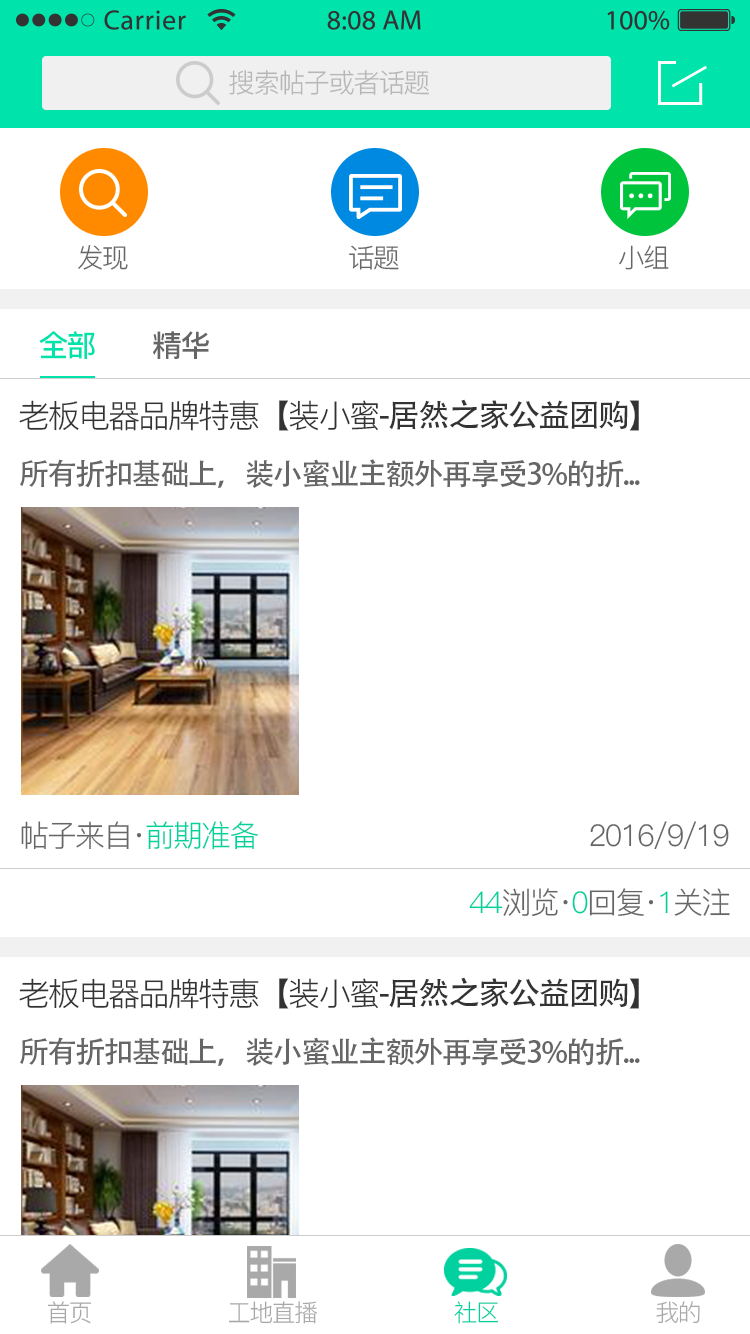 Carrier 8:08 AM 100%
搜索帖子或者话题
发现 话题 小组
全部 精华
老板电器品牌特惠【装小蜜-居然之家公益团购】
所有折扣基础上，装小蜜业主额外再享受3%的折...
帖子来自·前期准备 2016/9/19
44浏览·0回复·1关注
老板电器品牌特惠【装小蜜-居然之家公益团购】
所有折扣基础上，装小蜜业主额外再享受3%的折...
首页 工地直播 社区 我的